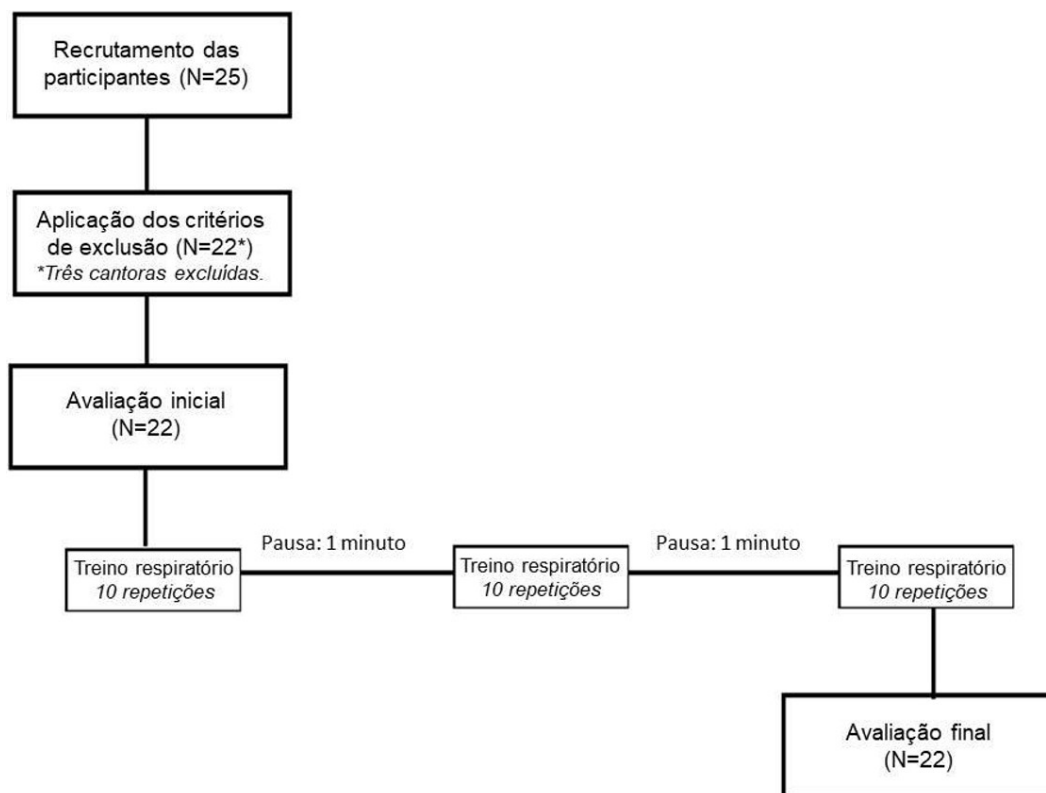 Recrutamento das
participantes (N=25)
Aplicação dos critérios
de exclusão (N=22*)
*Três cantoras excluídas.
Avaliação inicial
(N=22)
Treino respiratório
10 repetições
Pausa: 1 minuto
Treino respiratório
10 repetições
Pausa: 1 minuto
Treino respiratório
10 repetições
Avaliação final
(N=22)